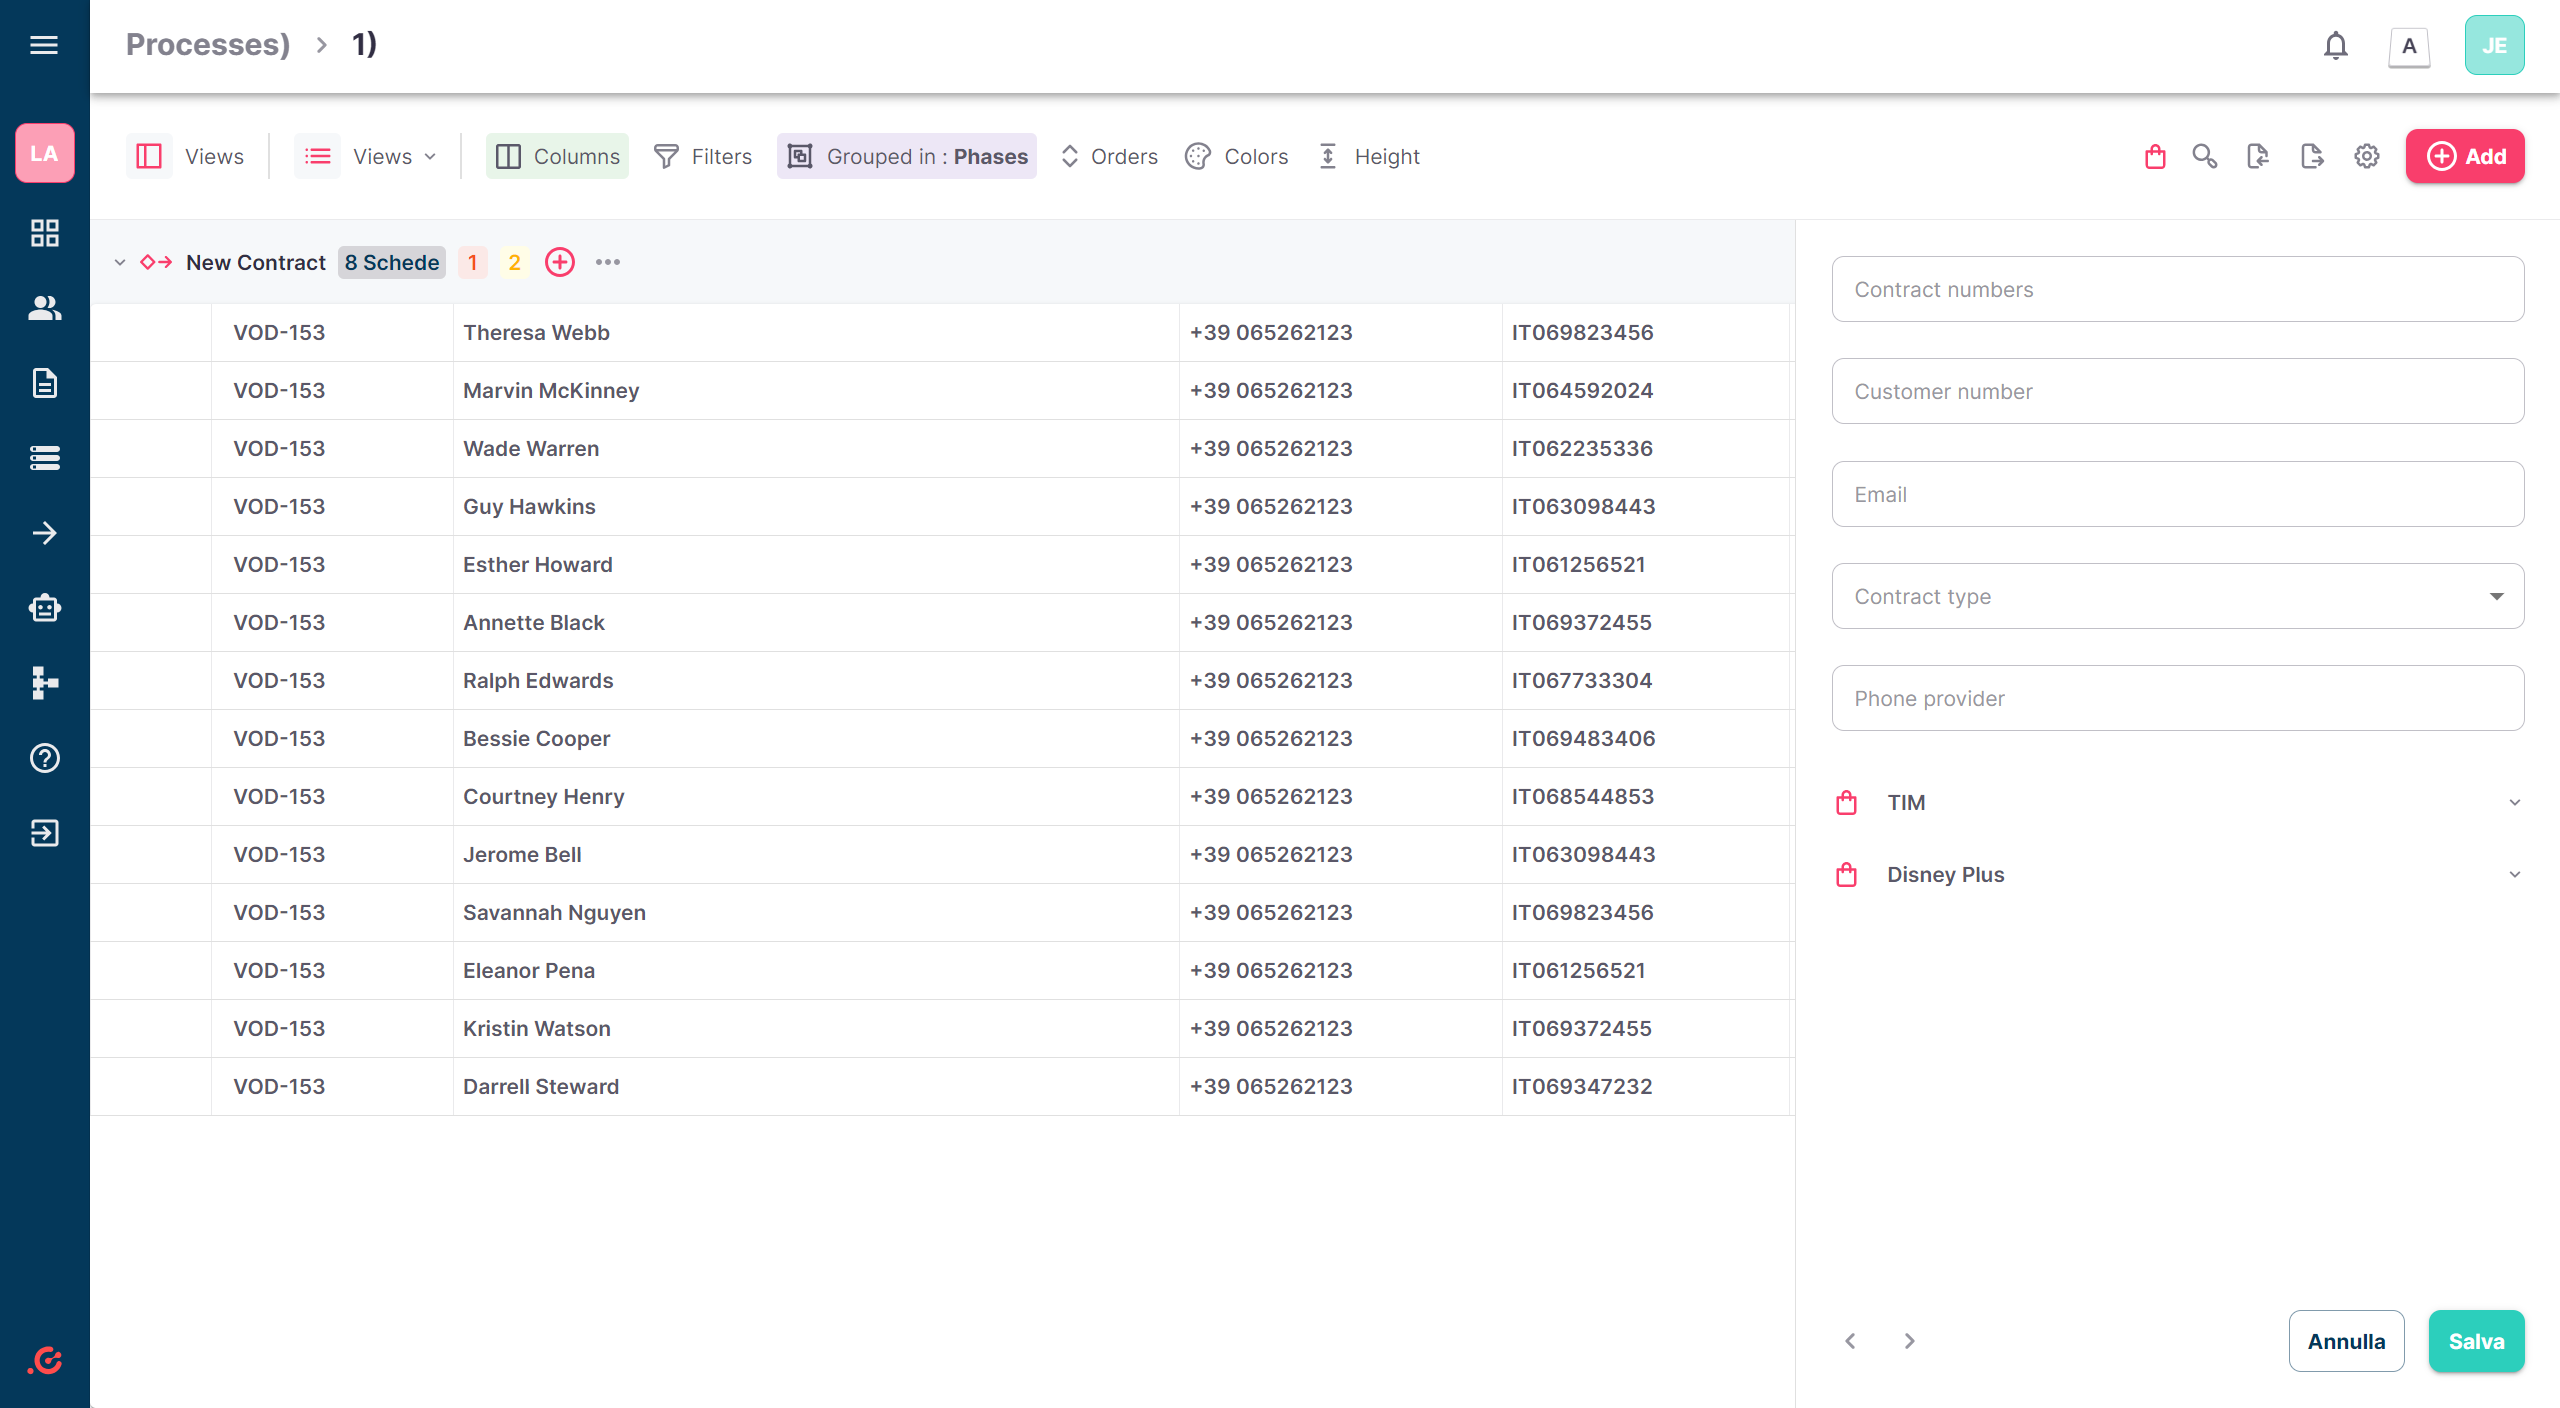 Processes) 1)
A
JE
LA
Views
Views
Columns
Filters
Grouped in : Phases
Orders
Colors
Height
Add
New Contract 8 Schede 1 2
VOD-153 Theresa Webb +39 065262123 IT069823456
VOD-153 Marvin McKinney +39 065262123 IT064592024
VOD-153 Wade Warren +39 065262123 IT062235336
VOD-153 Guy Hawkins +39 065262123 IT063098443
VOD-153 Esther Howard +39 065262123 IT061256521
VOD-153 Annette Black +39 065262123 IT069372455
VOD-153 Ralph Edwards +39 065262123 IT067733304
VOD-153 Bessie Cooper +39 065262123 IT069483406
VOD-153 Courtney Henry +39 065262123 IT068544853
VOD-153 Jerome Bell +39 065262123 IT063098443
VOD-153 Savannah Nguyen +39 065262123 IT069823456
VOD-153 Eleanor Pena +39 065262123 IT061256521
VOD-153 Kristin Watson +39 065262123 IT069372455
VOD-153 Darrell Steward +39 065262123 IT069347232
Contract numbers
Customer number
Email
Contract type
Phone provider
TIM
Disney Plus
Annulla
Salva